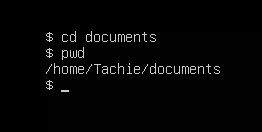 $ cd documents
$ pwd
/home/Tachie/documents
$ _